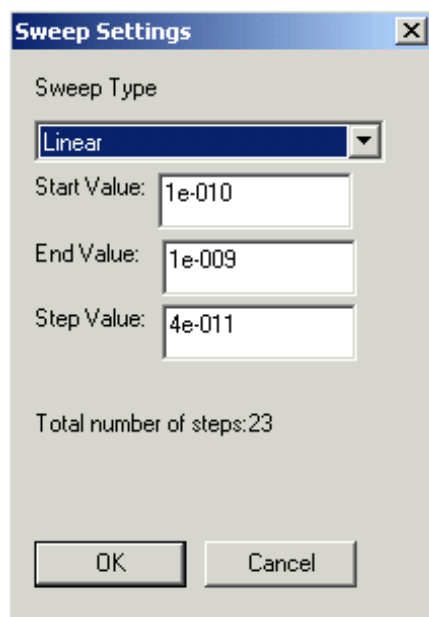 Sweep Settings
Sweep Type
Linear
Start Value: 1e-010
End Value: 1e-009
Step Value: 4e-011
Total number of steps:23
OK Cancel